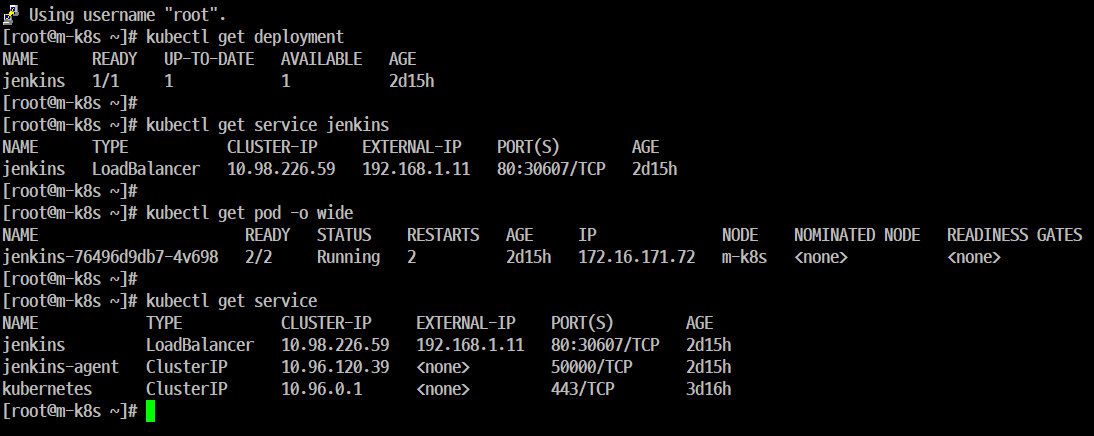 Using username "root".
[root@m-k8s ~]# kubectl get deployment
NAME      READY   UP-TO-DATE   AVAILABLE   AGE
jenkins   1/1     1            1           2d15h
[root@m-k8s ~]#
[root@m-k8s ~]# kubectl get service jenkins
NAME      TYPE           CLUSTER-IP     EXTERNAL-IP    PORT(S)        AGE
jenkins   LoadBalancer   10.98.226.59   192.168.1.11   80:30607/TCP   2d15h
[root@m-k8s ~]#
[root@m-k8s ~]# kubectl get pod -o wide
NAME                       READY   STATUS    RESTARTS   AGE     IP              NODE    NOMINATED NODE   READINESS GATES
jenkins-76496d9db7-4v698   2/2     Running   2          2d15h   172.16.171.72   m-k8s   <none>           <none>
[root@m-k8s ~]#
[root@m-k8s ~]# kubectl get service
NAME            TYPE           CLUSTER-IP     EXTERNAL-IP    PORT(S)        AGE
jenkins         LoadBalancer   10.98.226.59   192.168.1.11   80:30607/TCP   2d15h
jenkins-agent   ClusterIP      10.96.120.39   <none>         50000/TCP      2d15h
kubernetes      ClusterIP      10.96.0.1      <none>         443/TCP        3d16h
[root@m-k8s ~]#